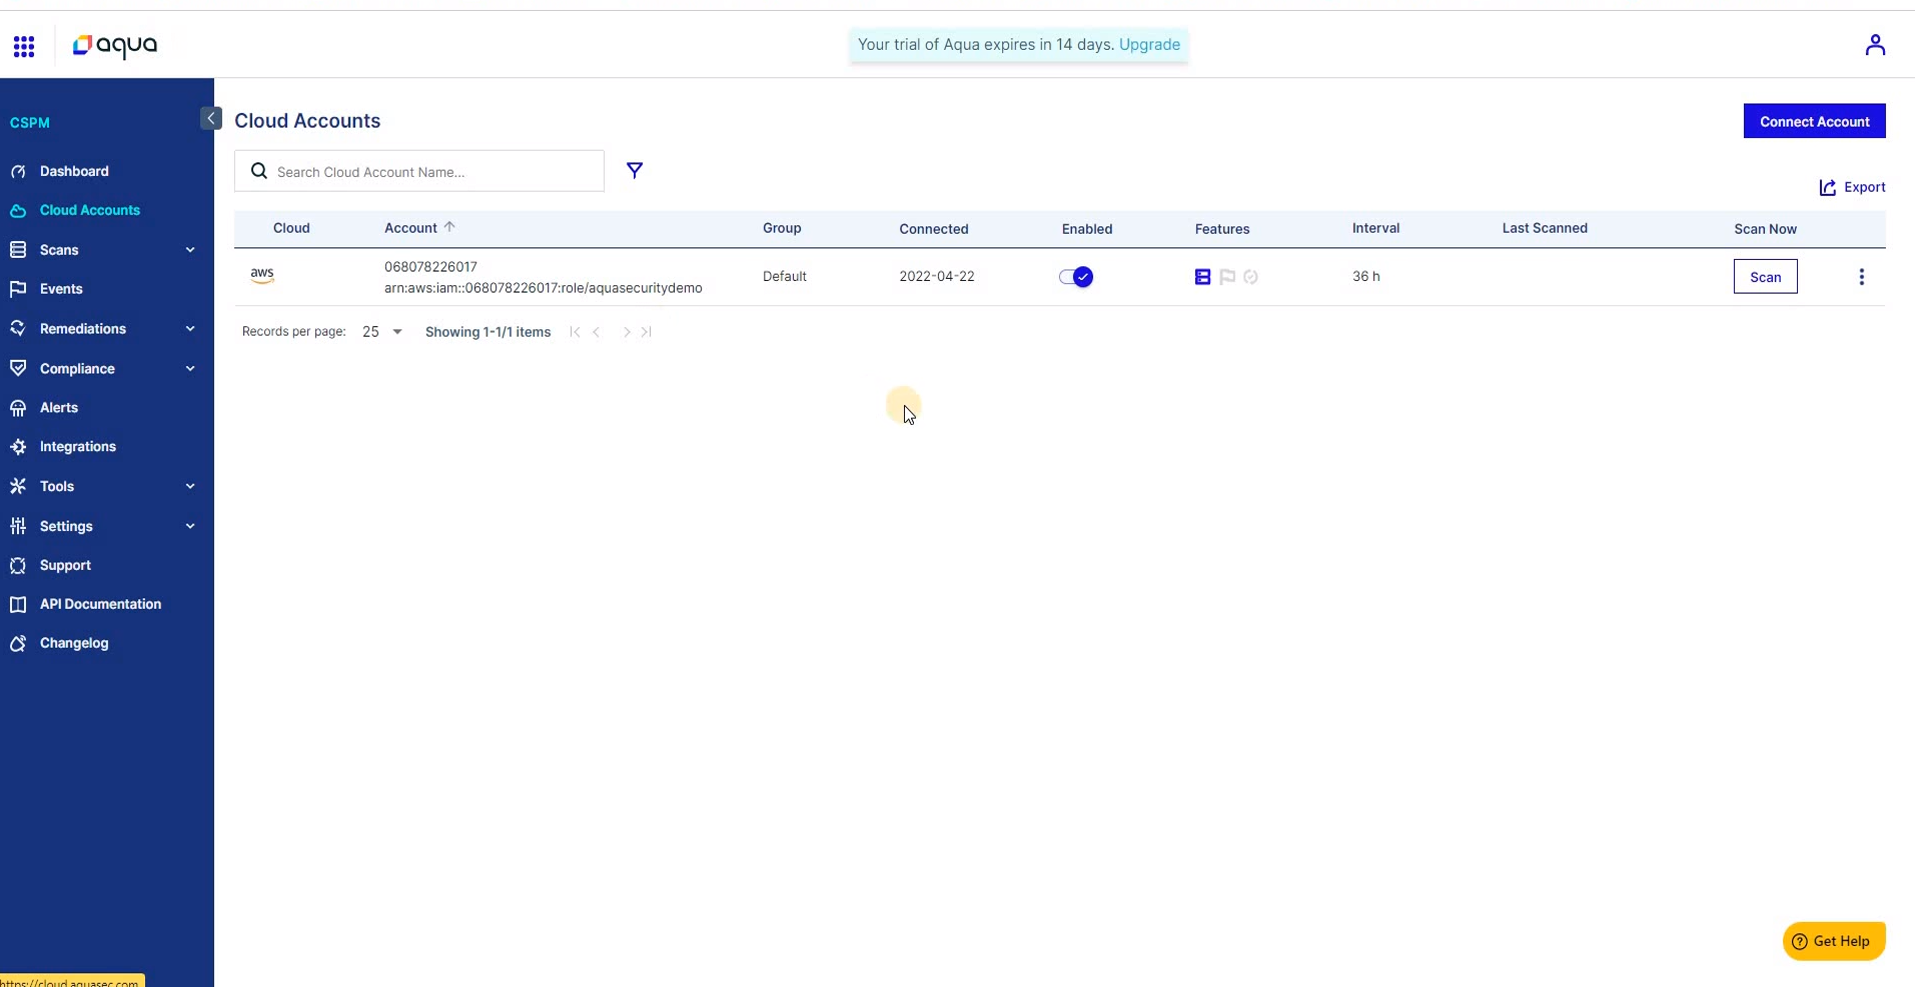 aqua
Your trial of Aqua expires in 14 days. Upgrade
CSPM
Dashboard
Cloud Accounts
Scans
Events
Remediations
Compliance
Alerts
Integrations
Tools
Settings
Support
API Documentation
Changelog
Cloud Accounts
Connect Account
Search Cloud Account Name...
Export
Cloud Account Group Connected Enabled Features Interval Last Scanned Scan Now
aws 068078226017 Default 2022-04-22 36 h Scan
arn:aws:iam::068078226017:role/aquasecuritydemo
Records per page: 25 Showing 1-1/1 items
Get Help
https://cloud.aquasec.com